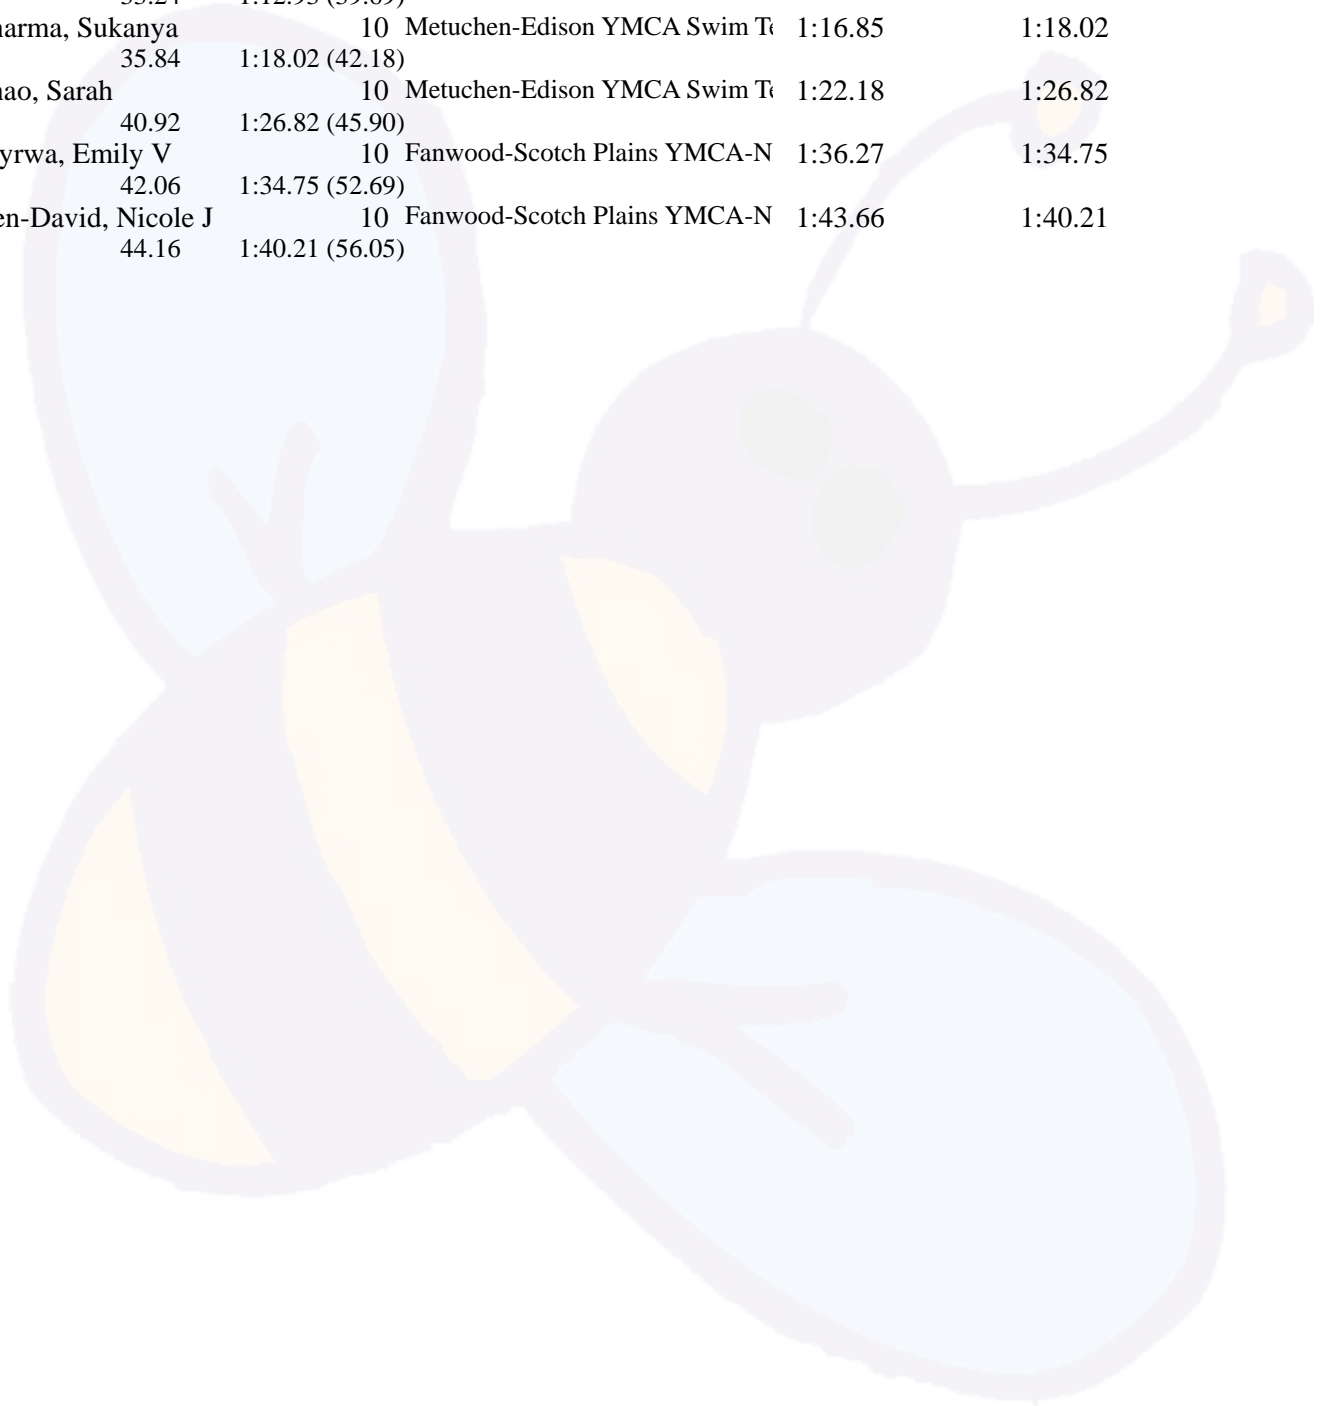 arma, Sukanya 10 Metuchen-Edison YMCA Swim Te 1:16.85 1:18.02
35.84 1:18.02 (42.18)
ao, Sarah 10 Metuchen-Edison YMCA Swim Te 1:22.18 1:26.82
40.92 1:26.82 (45.90)
yrwa, Emily V 10 Fanwood-Scotch Plains YMCA-N 1:36.27 1:34.75
42.06 1:34.75 (52.69)
en-David, Nicole J 10 Fanwood-Scotch Plains YMCA-N 1:43.66 1:40.21
44.16 1:40.21 (56.05)